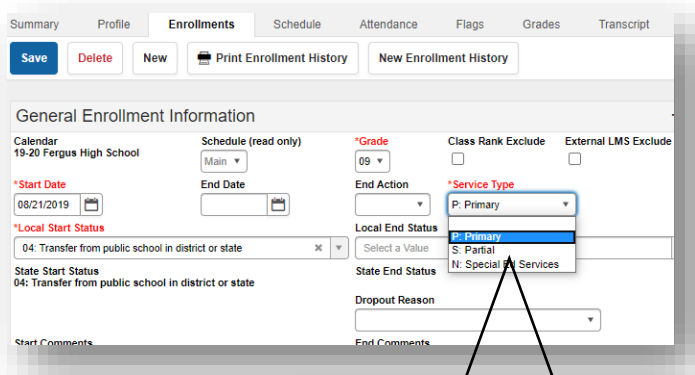 Summary Profile Enrollments Schedule Attendance Flags Grades Transcript
Save Delete New Print Enrollment History New Enrollment History
General Enrollment Information
Calendar Schedule (read only) *Grade Class Rank Exclude External LMS Exclude
19-20 Fergus High School Main 09
*Start Date End Date End Action *Service Type
08/21/2019 P: Primary
*Local Start Status Local End Status
P: Primary
S: Partial
N: Special Ed Services
04: Transfer from public school in district or state Select a Value
State Start Status State End Status
04: Transfer from public school in district or state
Dropout Reason
Start Comments End Comments